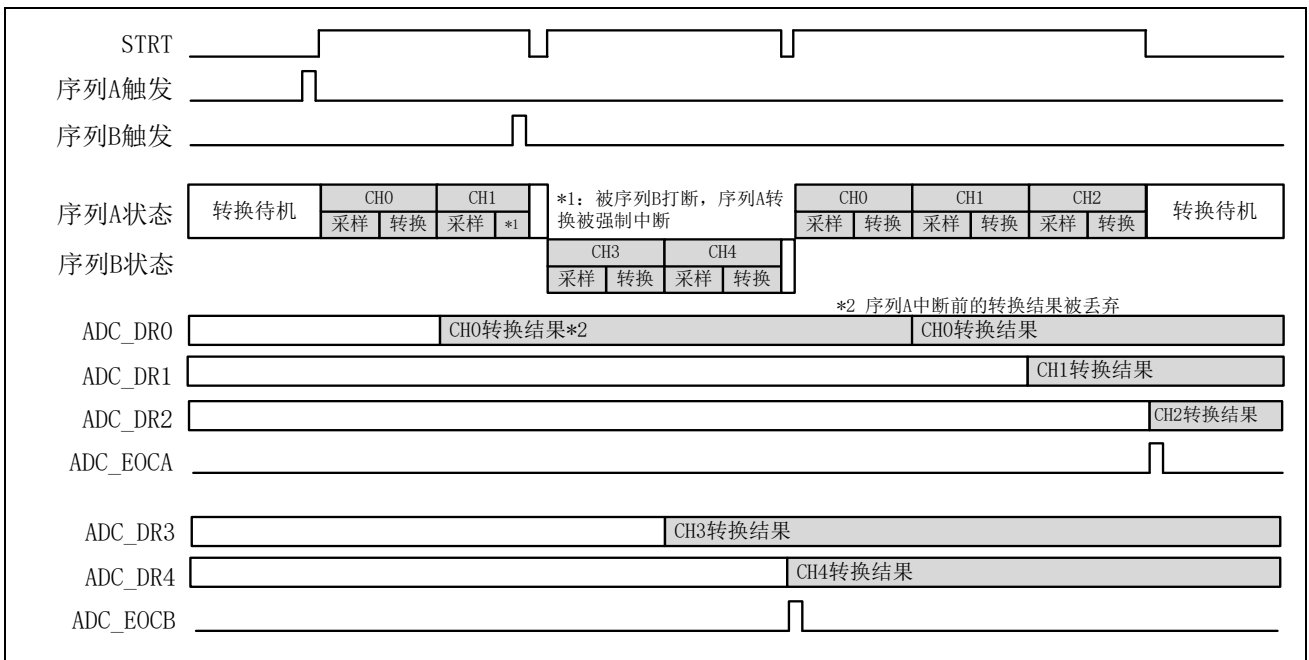 STRT
序列A触发
序列B触发
序列A状态
转换待机
CH0
CH1
采样
转换
采样
*1
*1: 被序列B打断，序列A转
换被强制中断
CH0
CH1
CH2
采样
转换
采样
转换
采样
转换
转换待机
序列B状态
CH3
CH4
采样
转换
采样
转换
*2 序列A中断前的转换结果被丢弃
ADC_DR0
CH0转换结果*2
CH0转换结果
ADC_DR1
CH1转换结果
ADC_DR2
CH2转换结果
ADC_EOCA
ADC_DR3
CH3转换结果
ADC_DR4
CH4转换结果
ADC_EOCB